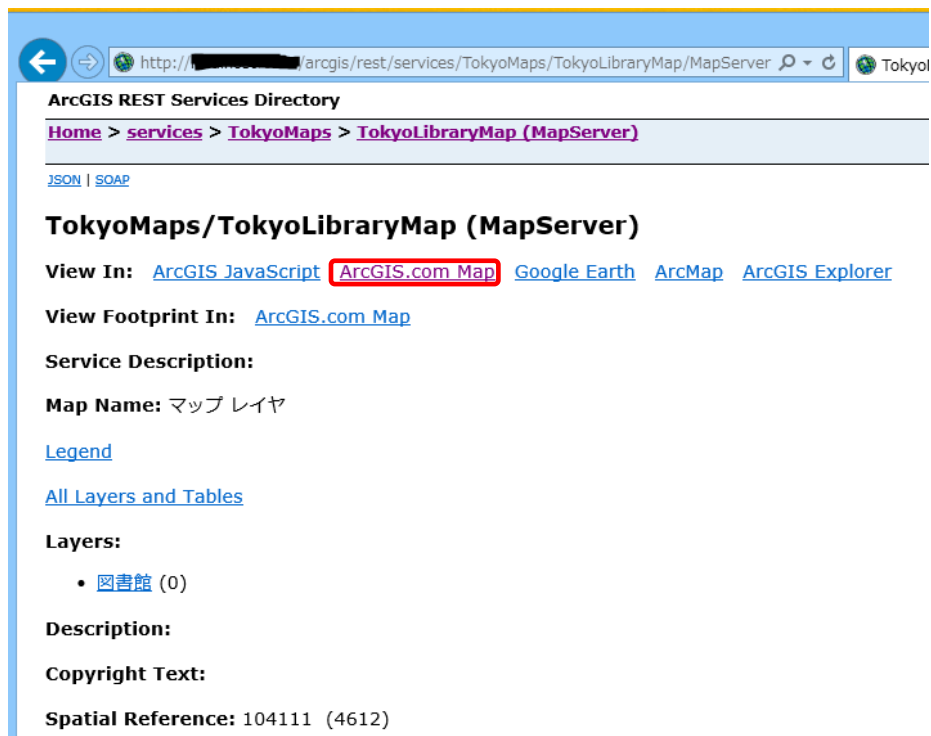 http:// /arcgis/rest/services/TokyoMaps/TokyoLibraryMap/MapServer
ArcGIS REST Services Directory
Home > services > TokyoMaps > TokyoLibraryMap (MapServer)
JSON | SOAP
TokyoMaps/TokyoLibraryMap (MapServer)
View In: ArcGIS JavaScript ArcGIS.com Map Google Earth ArcMap ArcGIS Explorer
View Footprint In: ArcGIS.com Map
Service Description:
Map Name: マップ レイヤ
Legend
All Layers and Tables
Layers:
• 図書館 (0)
Description:
Copyright Text:
Spatial Reference: 104111 (4612)